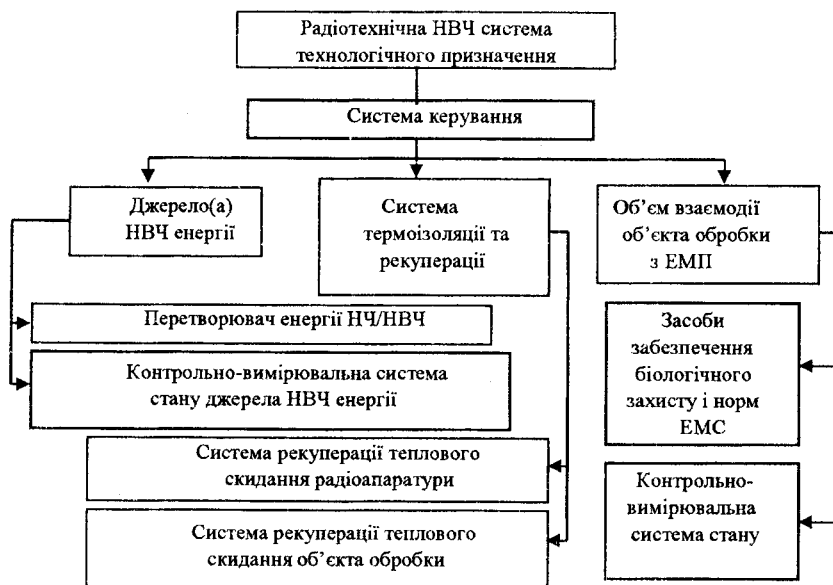 Радіотехнічна НВЧ система
технологічного призначення
Система керування
Джерело(а)
НВЧ енергії
Система
термоізоляції та
рекуперації
Об’єм взаємодії
об’єкта обробки
з ЕМП
Перетворювач енергії НЧ/НВЧ
Контрольно-вимірювальна система
стану джерела НВЧ енергії
Засоби
забезпечення
біологічного
захисту і норм
ЕМС
Система рекуперації теплового
скидання радіоапаратури
Система рекуперації теплового
скидання об’єкта обробки
Контрольно-
вимірювальна
система стану